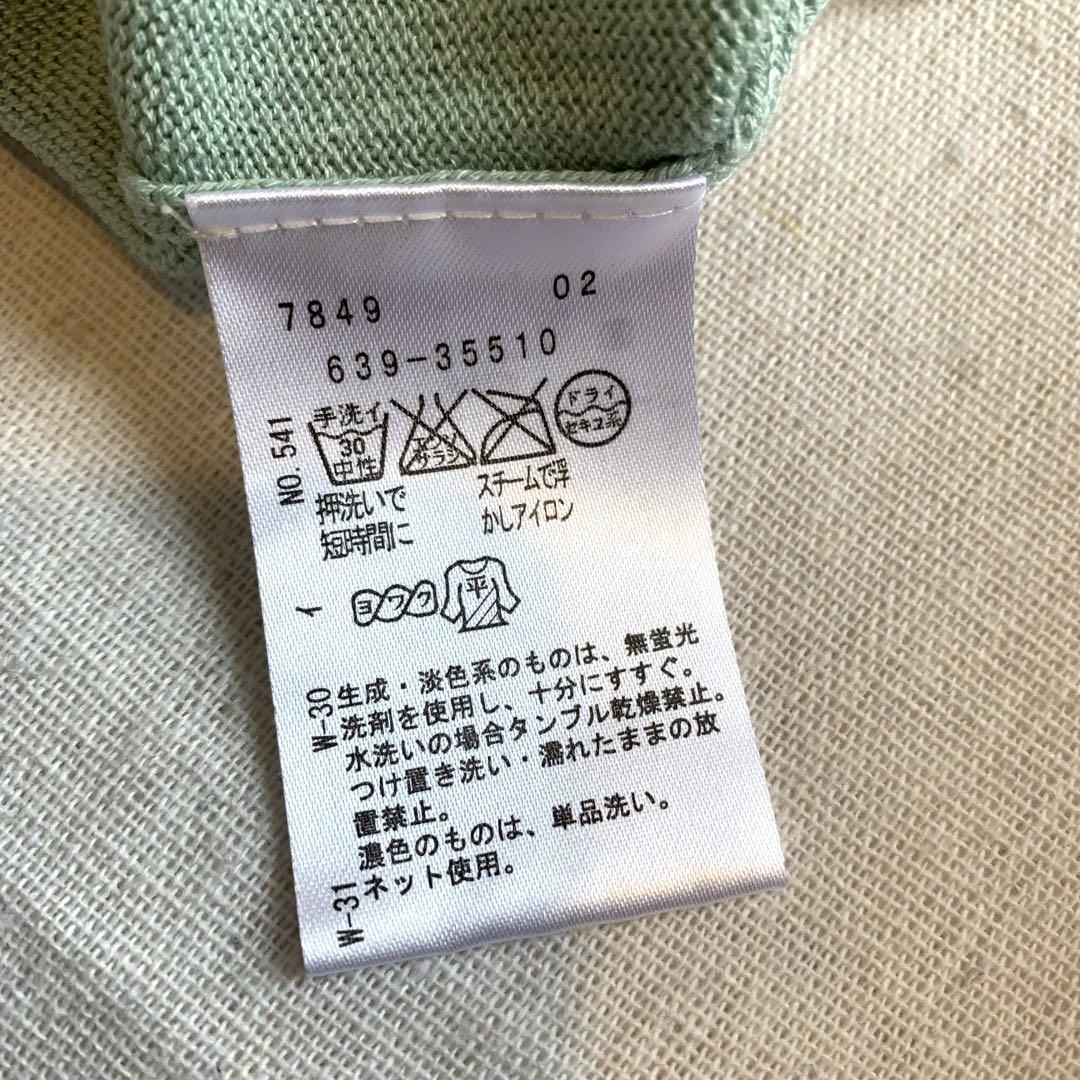 7849 02
639-35510
NO.541
手洗イ
30
中性
エンソ
サラシ
ドライ
セキユ系
押洗いで
短時間に
スチームで浮
かしアイロン
イ
ヨワク
平
W-30
生成・淡色系のものは、無蛍光
洗剤を使用し、十分にすすぐ。
水洗いの場合タンブル乾燥禁止。
つけ置き洗い・濡れたままの放
置禁止。
濃色のものは、単品洗い。
W-31
ネット使用。